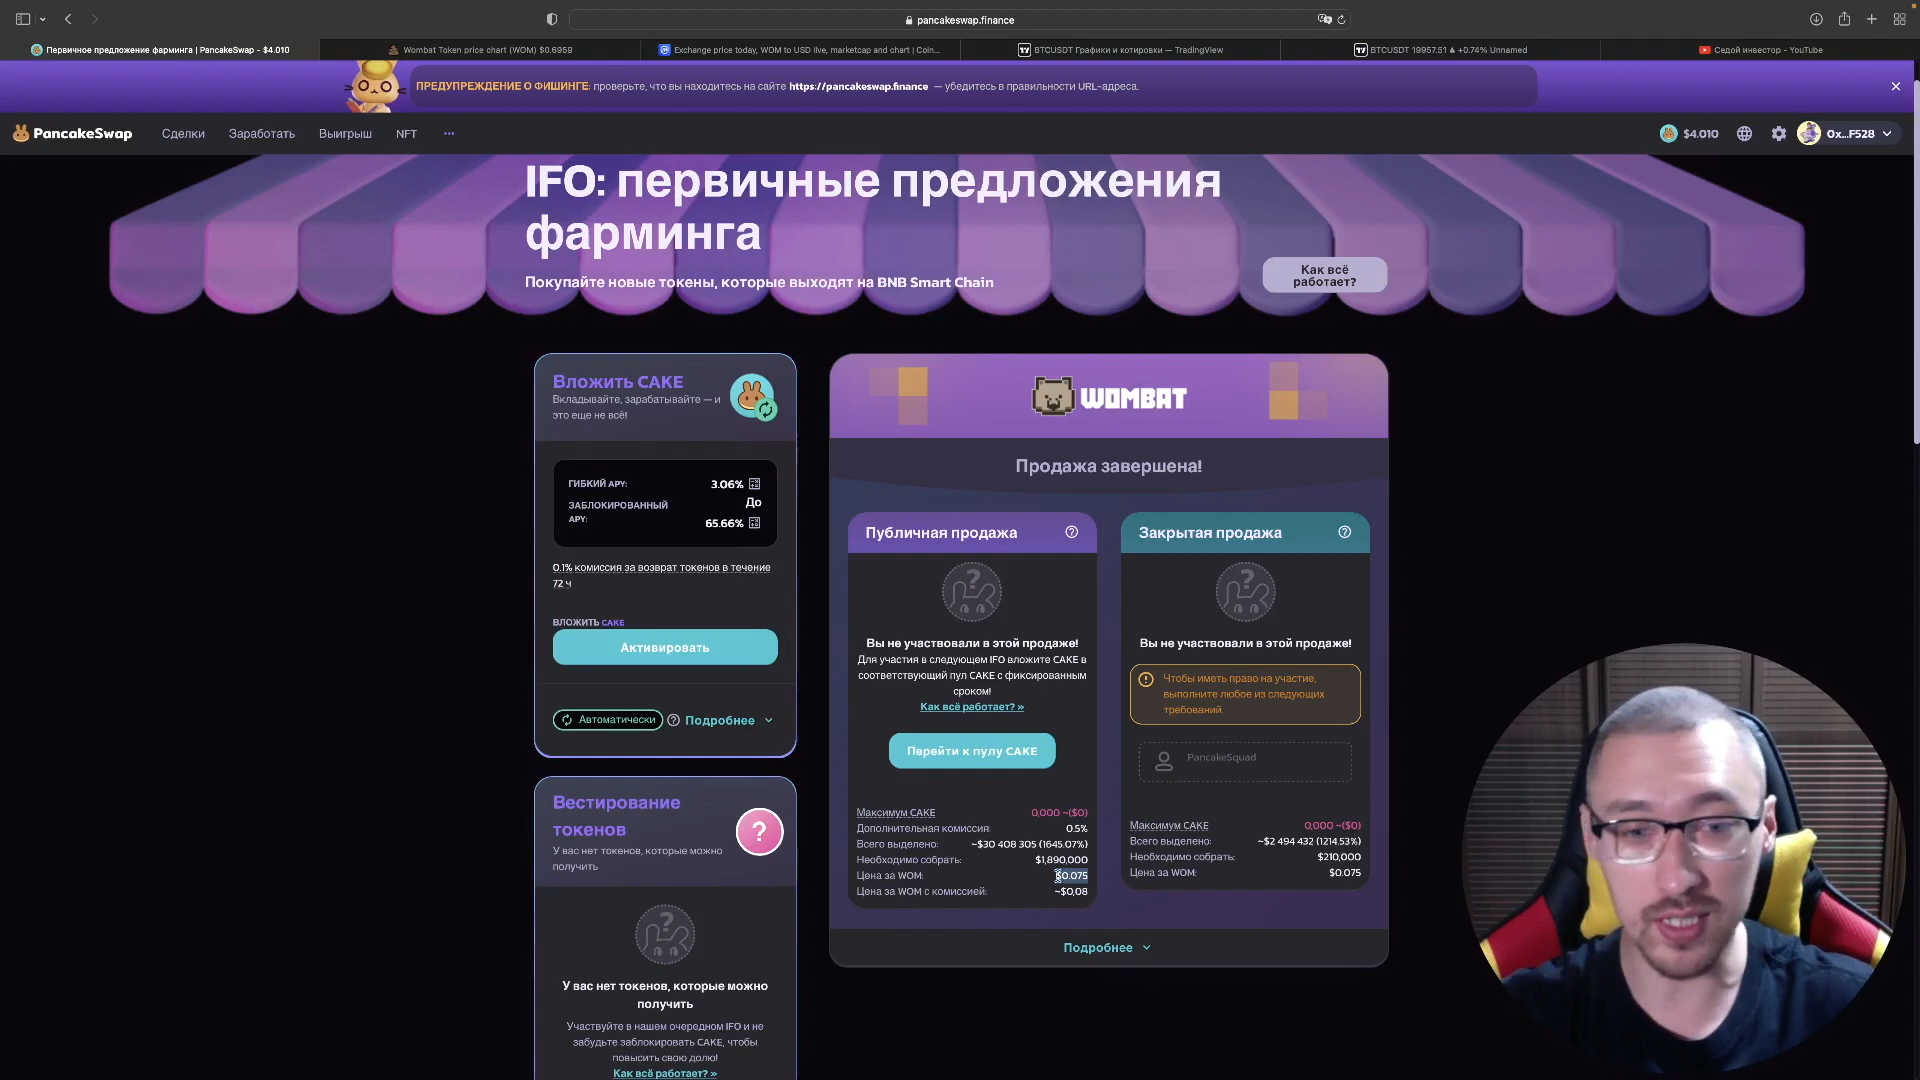 pancakeswap.finance
Первичное предложение фарминга | PancakeSwap - $4.010
Wombat Token price chart (WOM) $0.6959
Exchange price today, WOM to USD live, marketcap and chart | Coin...
BTCUSDT Графики и котировки — TradingView
BTCUSDT 19957.51 ▲ +0.74% Unnamed
Седой инвестор - YouTube
ПРЕДУПРЕЖДЕНИЕ О ФИШИНГЕ: проверьте, что вы находитесь на сайте https://pancakeswap.finance — убедитесь в правильности URL-адреса.
PancakeSwap
Сделки
Заработать
Выигрыш
NFT
$4.010
0x...F528
IFO: первичные предложения
фарминга
Покупайте новые токены, которые выходят на BNB Smart Chain
Как всё
работает?
Вложить CAKE
Вкладывайте, зарабатывайте — и
это еще не всё!
ГИБКИЙ APY:
3.06%
ЗАБЛОКИРОВАННЫЙ
APY:
До
65.66%
0.1% комиссия за возврат токенов в течение
72 ч
ВЛОЖИТЬ CAKE
Активировать
Автоматически
Подробнее
Вестирование
токенов
У вас нет токенов, которые можно
получить
У вас нет токенов, которые можно
получить
Участвуйте в нашем очередном IFO и не
забудьте заблокировать CAKE, чтобы
повысить свою долю!
Как всё работает? »
WOMBAT
Продажа завершена!
Публичная продажа
Вы не участвовали в этой продаже!
Для участия в следующем IFO вложите CAKE в
соответствующий пул CAKE с фиксированным
сроком!
Как всё работает? »
Перейти к пулу CAKE
Максимум CAKE 0,000 ~($0)
Дополнительная комиссия: 0.5%
Всего выделено: ~$30 408 305 (1645.07%)
Необходимо собрать: $1,890,000
Цена за WOM: $0.075
Цена за WOM с комиссией: ~$0,08
Закрытая продажа
Вы не участвовали в этой продаже!
Чтобы иметь право на участие,
выполните любое из следующих
требований.
PancakeSquad
Максимум CAKE 0,000 ~($0)
Всего выделено: ~$2 494 432 (1214.53%)
Необходимо собрать: $210,000
Цена за WOM: $0.075
Подробнее